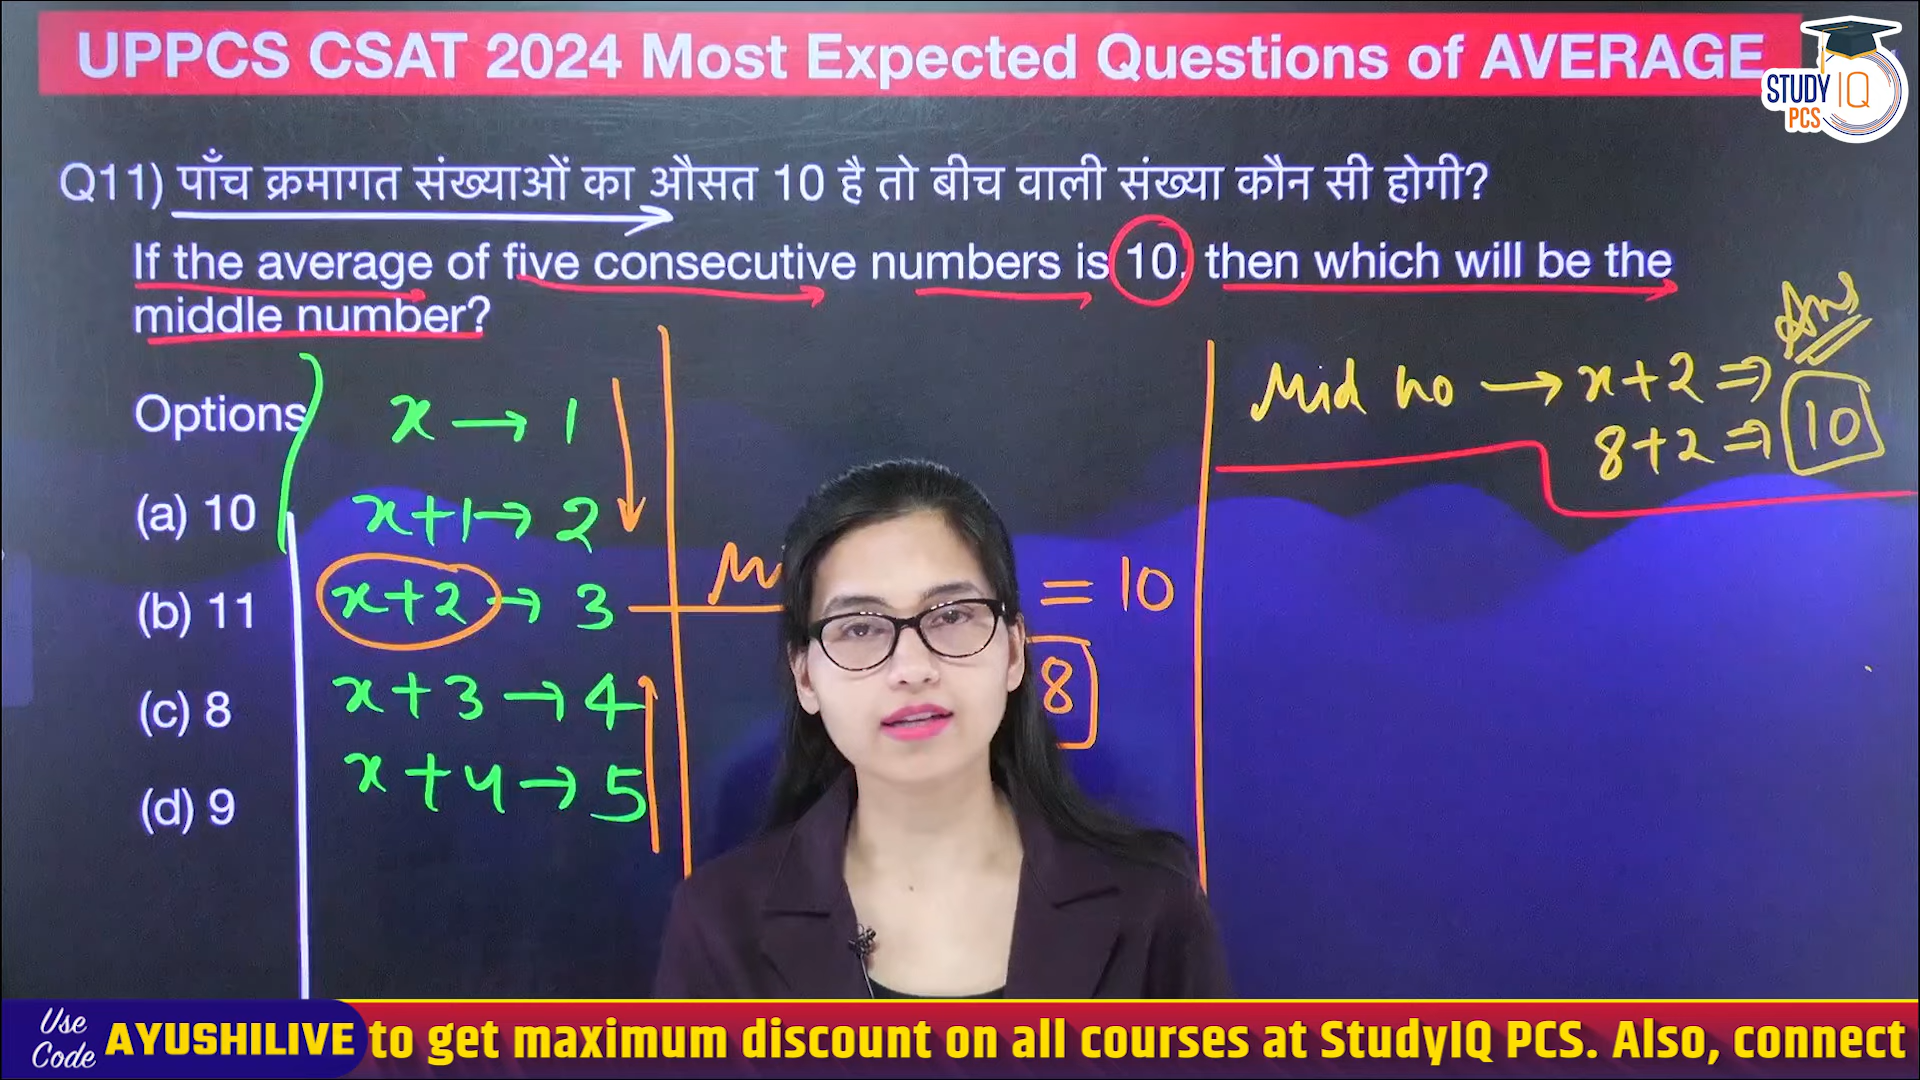 UPPCS CSAT 2024 Most Expected Questions of AVERAGE
STUDY IQ
PCS
Q11) पाँच क्रमागत संख्याओं का औसत 10 है तो बीच वाली संख्या कौन सी होगी?
If the average of five consecutive numbers is 10, then which will be the
middle number?
Options
(a) 10
(b) 11
(c) 8
(d) 9
x → 1
x+1 → 2
x+2 → 3
x+3 → 4
x+4 → 5
= 10
8
Ans
Mid no → x+2 ⇒
8+2 ⇒ 10
Use
Code
AYUSHILIVE to get maximum discount on all courses at StudyIQ PCS. Also, connect